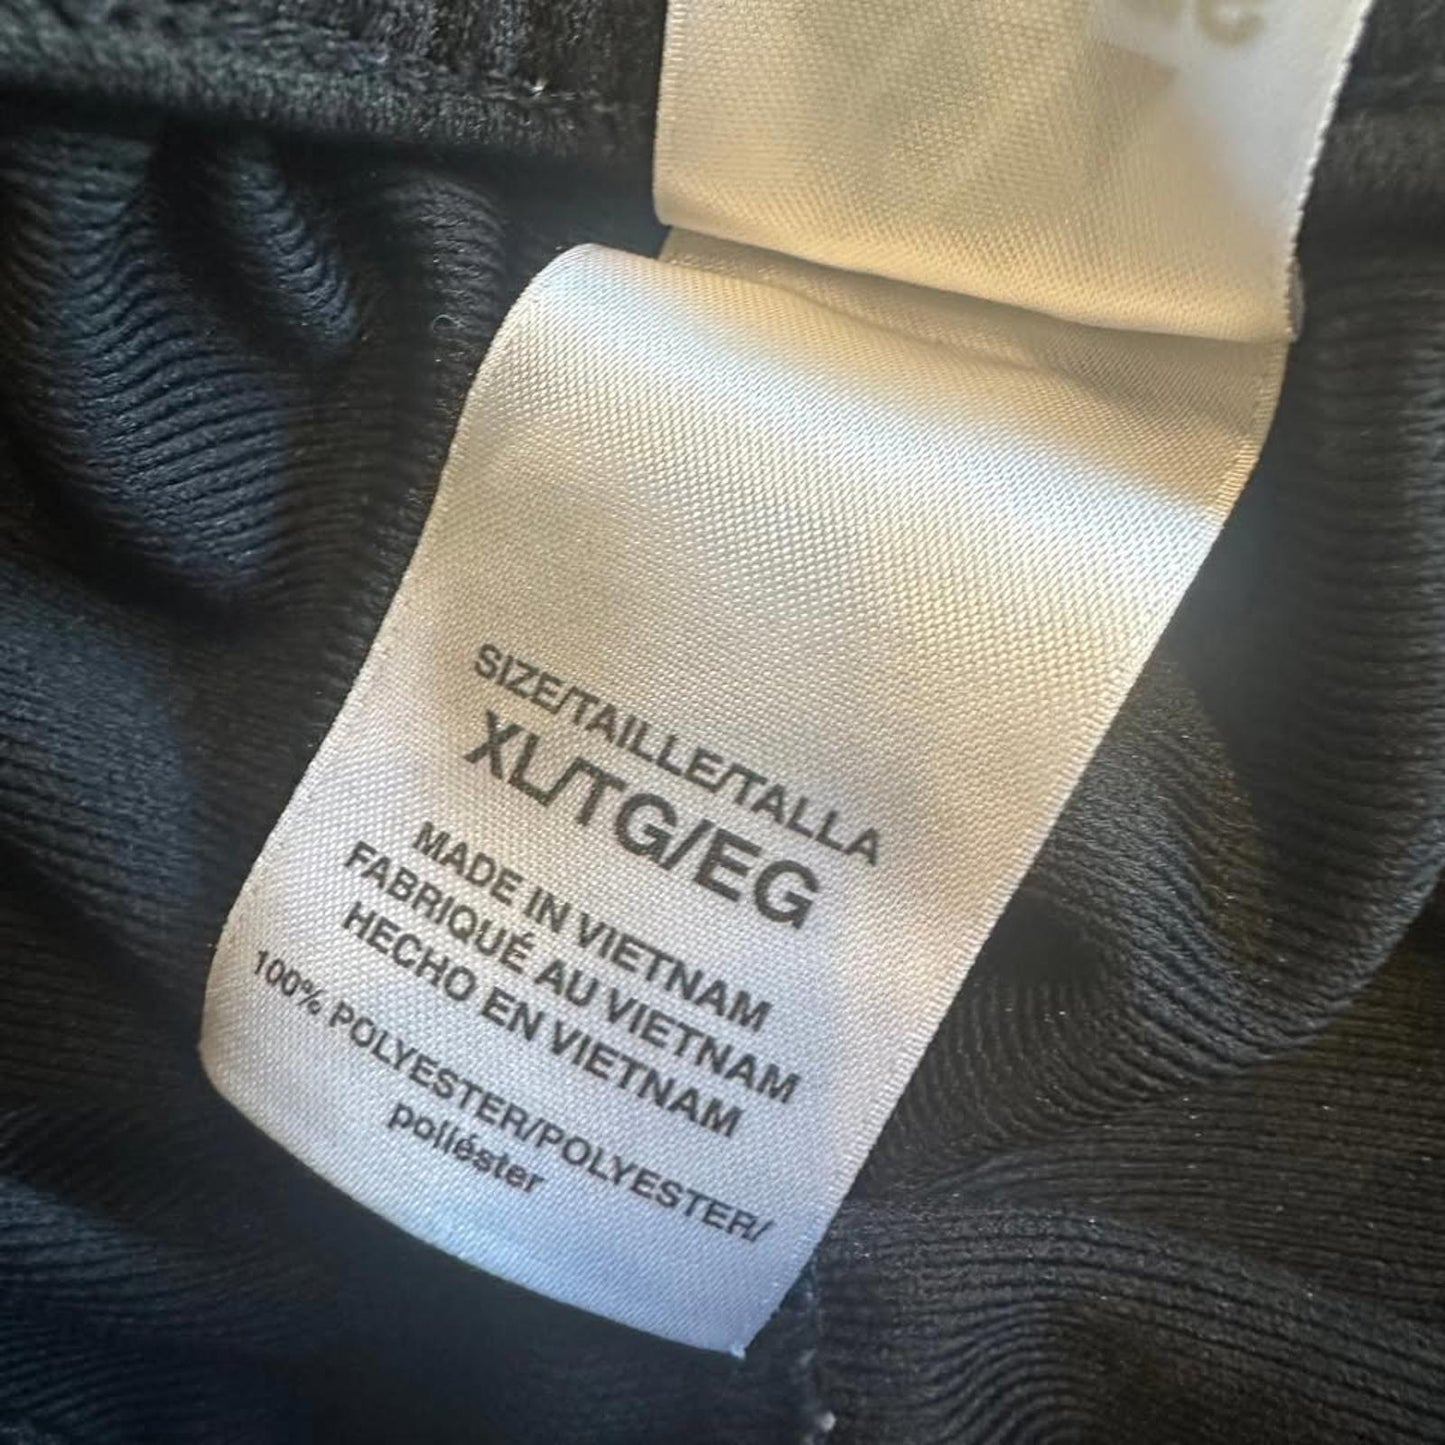 SIZE/TAILLE/TALLA
XL/TG/EG
MADE IN VIETNAM
FABRIQUÉ AU VIETNAM
HECHO EN VIETNAM
100% POLYESTER/POLYESTER/
poliéster